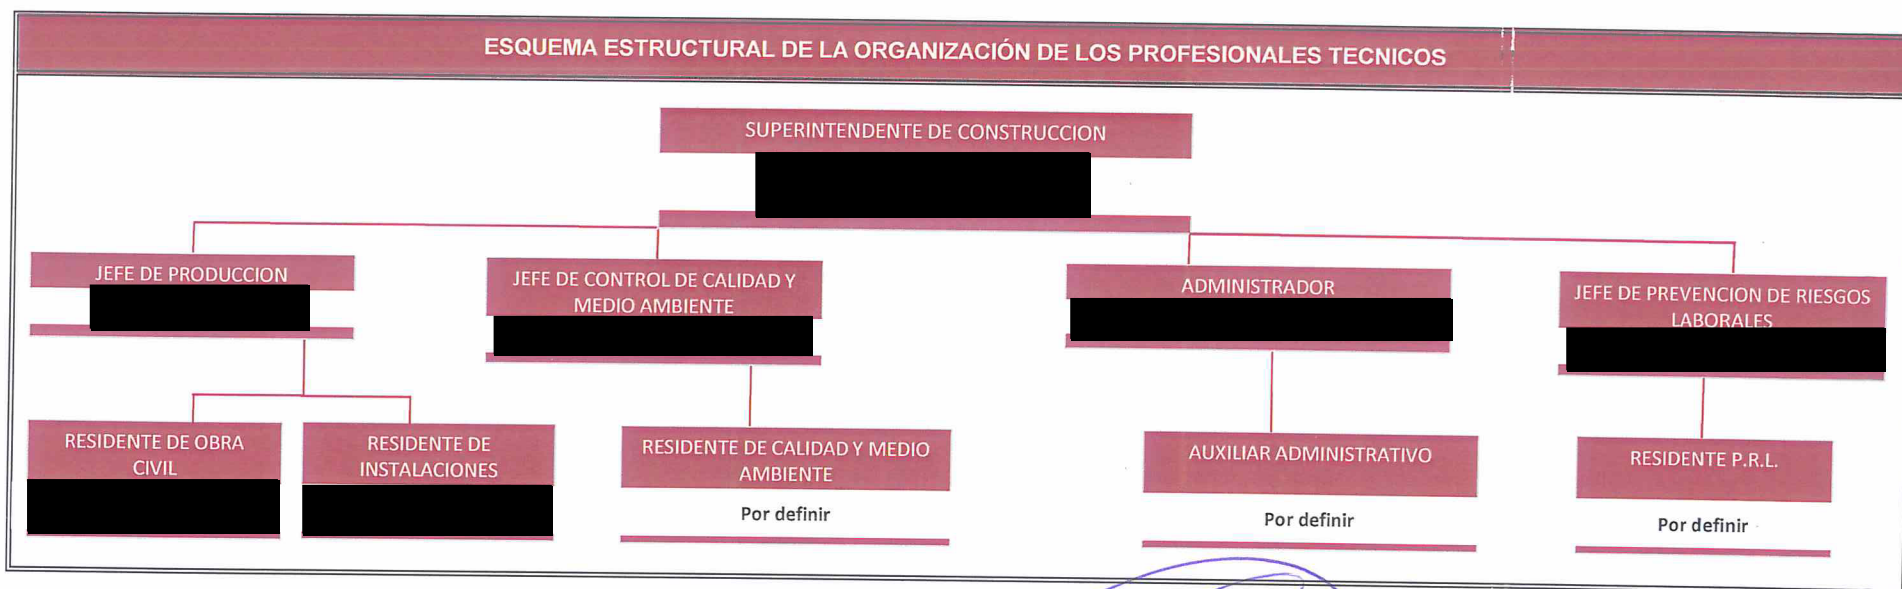 ESQUEMA ESTRUCTURAL DE LA ORGANIZACIÓN DE LOS PROFESIONALES TECNICOS
SUPERINTENDENTE DE CONSTRUCCION
JEFE DE PRODUCCION
JEFE DE CONTROL DE CALIDAD Y
MEDIO AMBIENTE
ADMINISTRADOR
JEFE DE PREVENCION DE RIESGOS
LABORALES
RESIDENTE DE OBRA
CIVIL
RESIDENTE DE
INSTALACIONES
RESIDENTE DE CALIDAD Y MEDIO
AMBIENTE
Por definir
AUXILIAR ADMINISTRATIVO
Por definir
RESIDENTE P.R.L.
Por definir